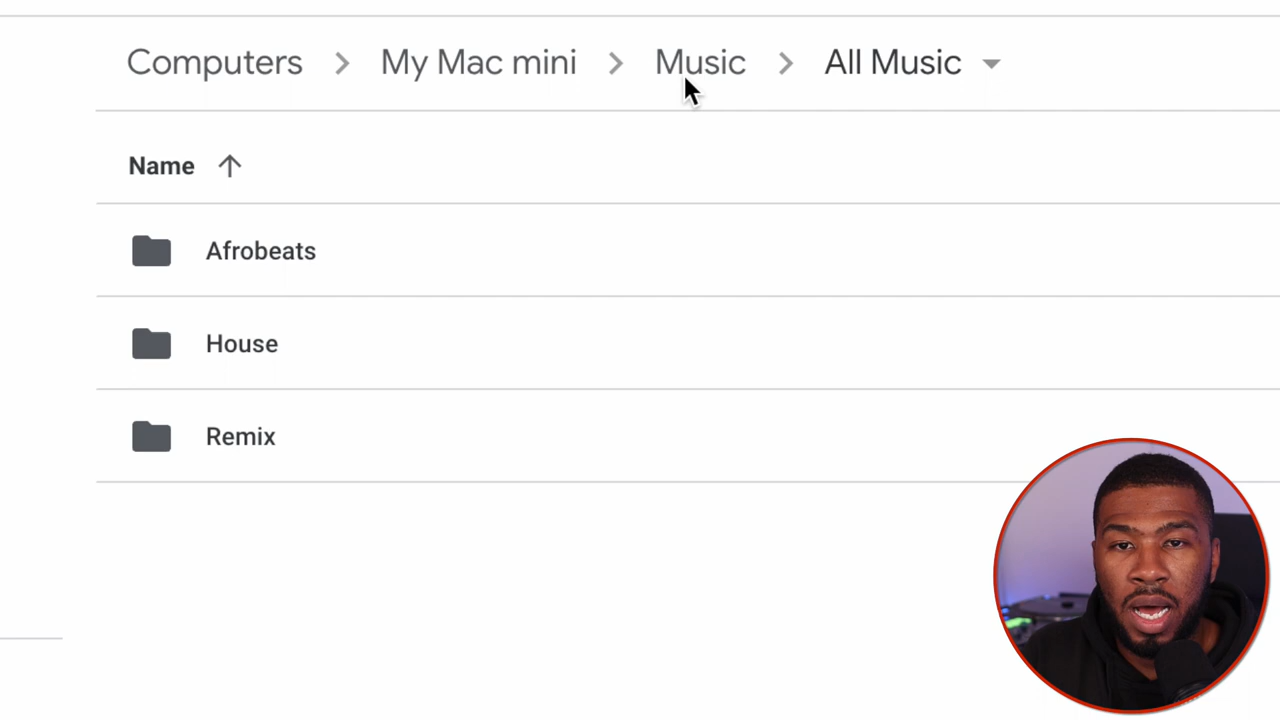 Computers > My Mac mini > Music > All Music
Name
Afrobeats
House
Remix